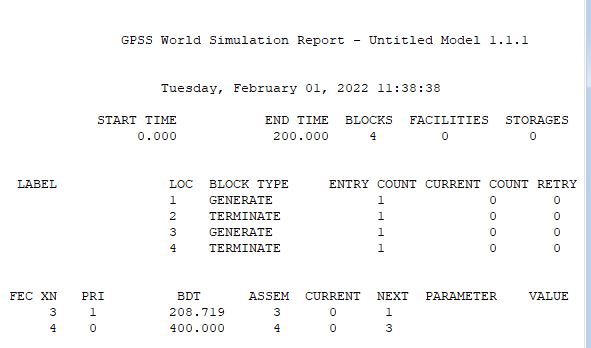 GPSS World Simulation Report - Untitled Model 1.1.1
Tuesday, February 01, 2022 11:38:38
START TIME END TIME BLOCKS FACILITIES STORAGES
0.000 200.000 4 0 0
LABEL LOC BLOCK TYPE ENTRY COUNT CURRENT COUNT RETRY
1 GENERATE 1 0 0
2 TERMINATE 1 0 0
3 GENERATE 1 0 0
4 TERMINATE 1 0 0
FEC XN PRI BDT ASSEM CURRENT NEXT PARAMETER VALUE
3 1 208.719 3 0 1
4 0 400.000 4 0 3